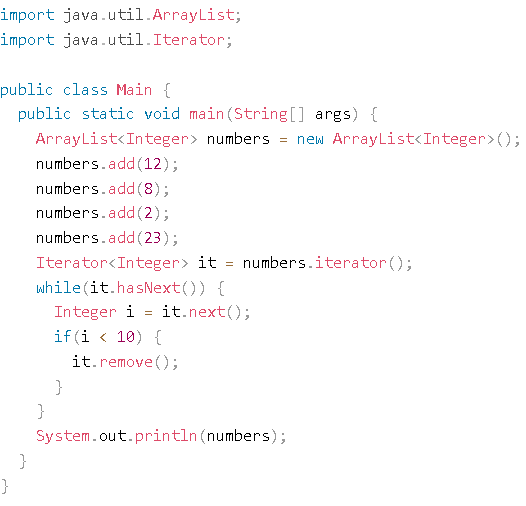 import java.util.ArrayList;
import java.util.Iterator;

public class Main {
  public static void main(String[] args) {
    ArrayList<Integer> numbers = new ArrayList<Integer>();
    numbers.add(12);
    numbers.add(8);
    numbers.add(2);
    numbers.add(23);
    Iterator<Integer> it = numbers.iterator();
    while(it.hasNext()) {
      Integer i = it.next();
      if(i < 10) {
        it.remove();
      }
    }
    System.out.println(numbers);
  }
}